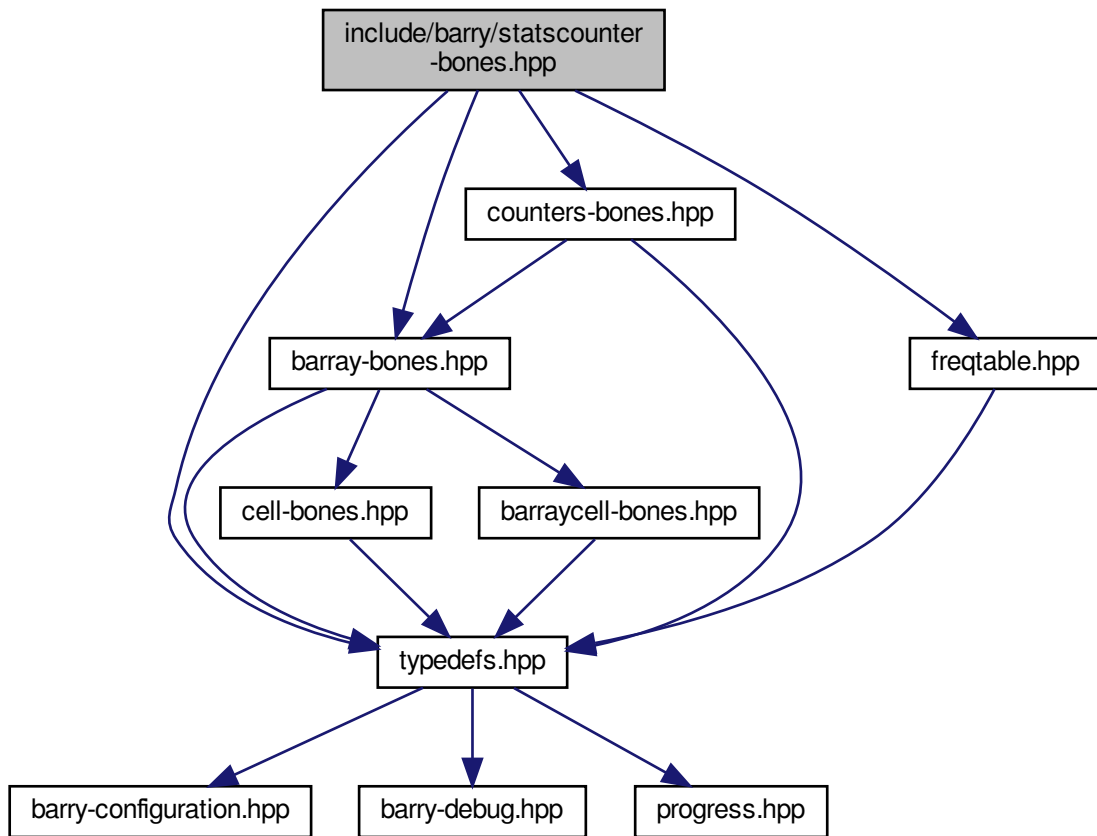 include/barry/statscounter
-bones.hpp
counters-bones.hpp
barray-bones.hpp
freqtable.hpp
cell-bones.hpp
barraycell-bones.hpp
typedefs.hpp
barry-configuration.hpp
barry-debug.hpp
progress.hpp